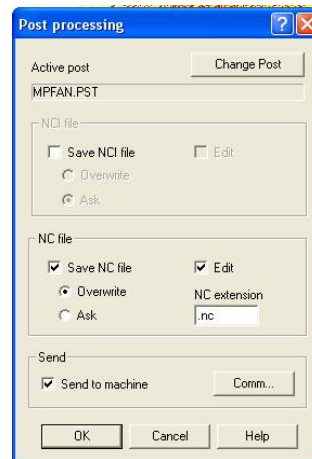 Post processing
Active post
Change Post
MPFAN.PST
NCI file
Save NCI file
Edit
Overwrite
Ask
NC file
Save NC file
Edit
Overwrite
NC extension
Ask
.nc
Send
Send to machine
Comm...
OK
Cancel
Help